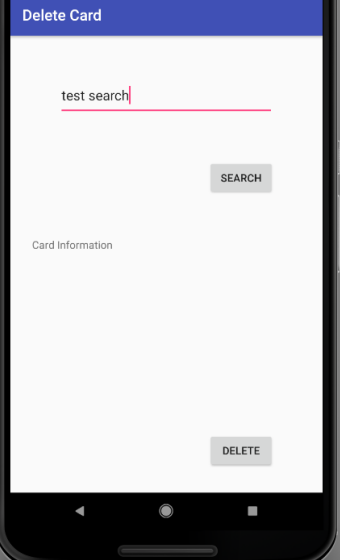 Delete Card
test search
SEARCH
Card Information
DELETE